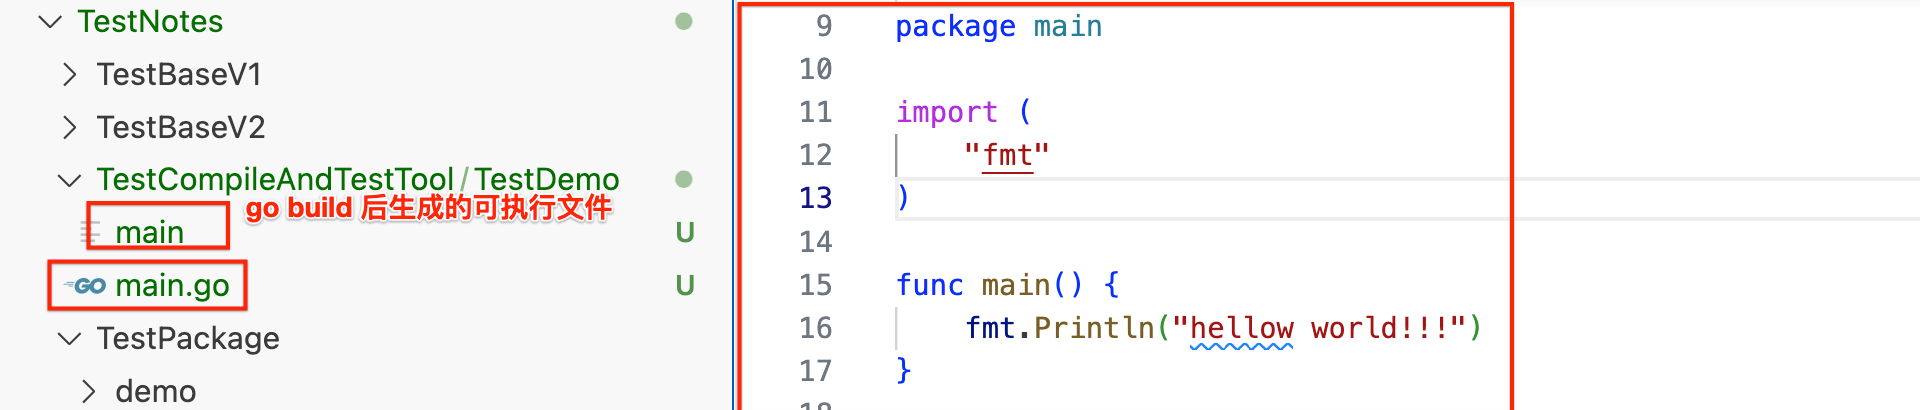 TestNotes
TestBaseV1
TestBaseV2
TestCompileAndTestTool / TestDemo
go build 后生成的可执行文件
main U
GO main.go U
TestPackage
demo
9 package main
10
11 import (
12 "fmt"
13 )
14
15 func main() {
16 fmt.Println("hellow world!!!")
17 }